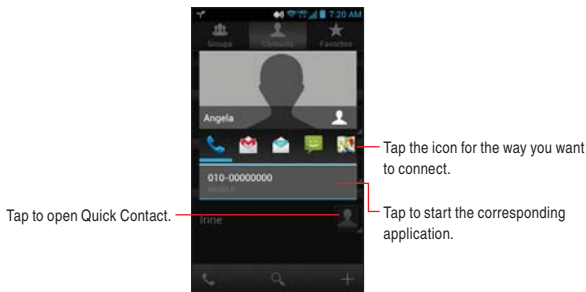 7:20 AM
Groups Contacts Favorites
Angela
Tap the icon for the way you want
to connect.
010-00000000
MOBILE
Tap to open Quick Contact.
Tap to start the corresponding
application.
Irine